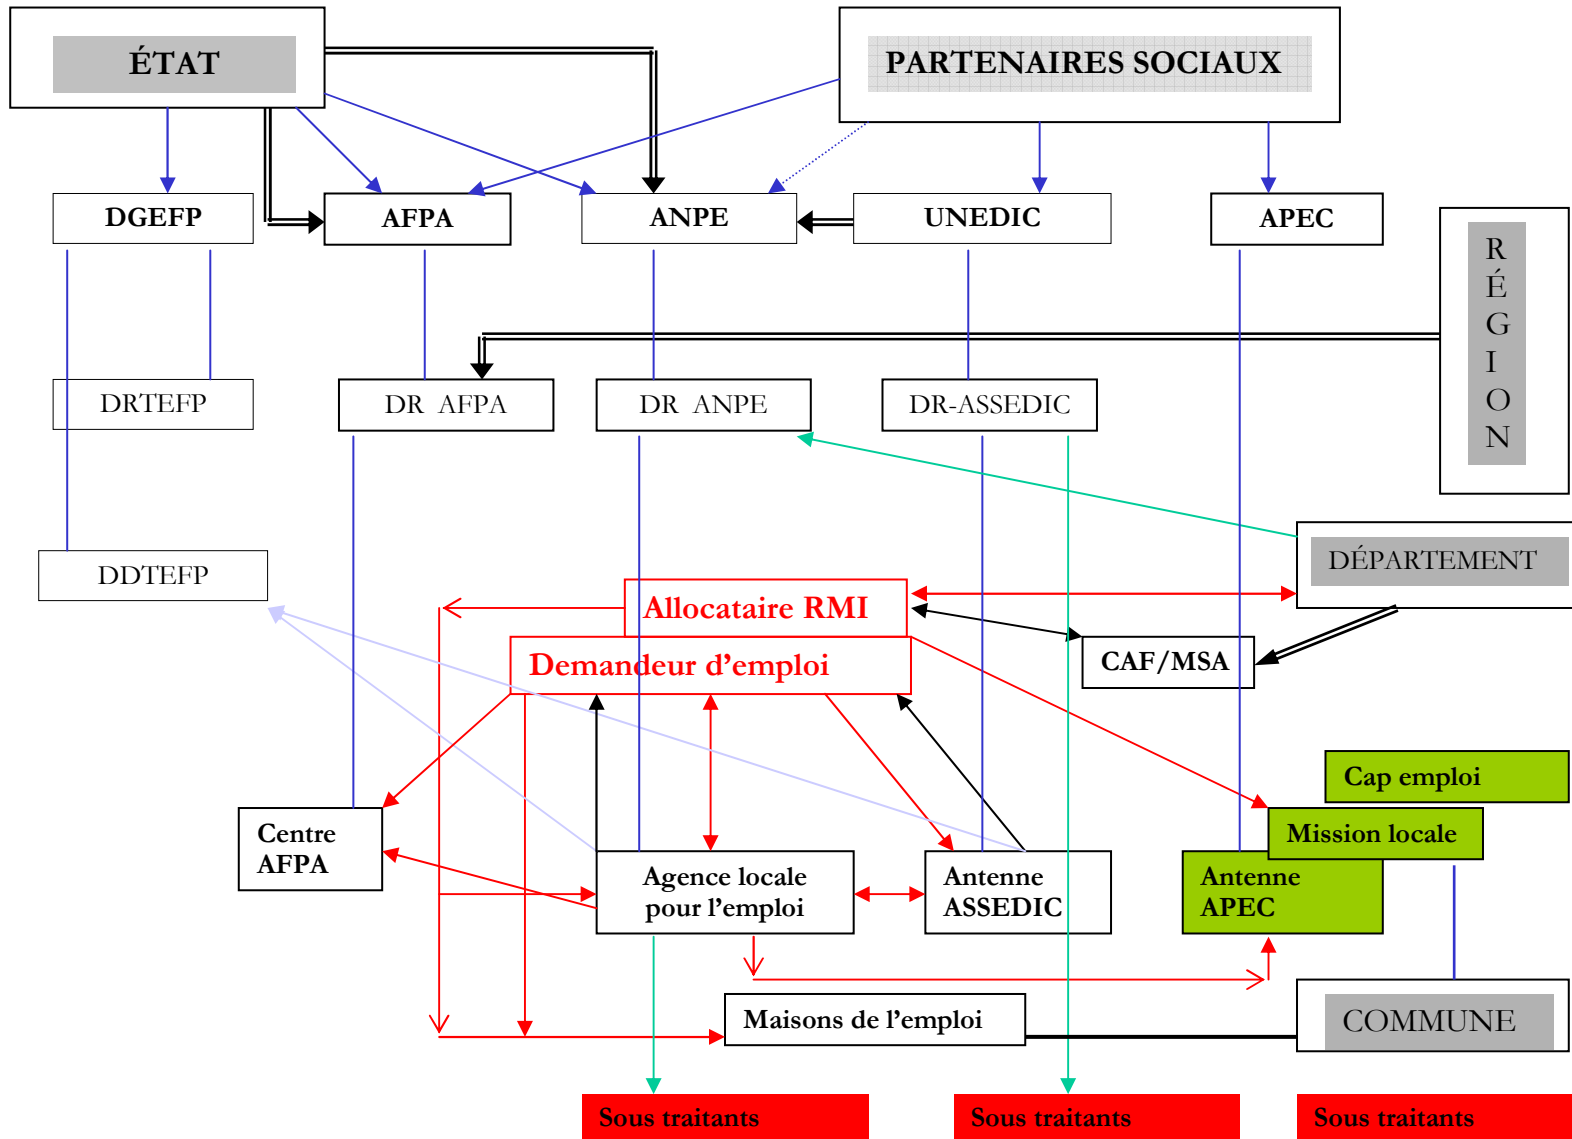 ÉTAT
PARTENAIRES SOCIAUX
DGEFP
AFPA
ANPE
UNEDIC
APEC
R
É
G
I
O
N
DRTEFP
DR AFPA
DR ANPE
DR-ASSEDIC
DDTEFP
DÉPARTEMENT
Allocataire RMI
Demandeur d'emploi
CAF/MSA
Cap emploi
Mission locale
Centre
AFPA
Agence locale
pour l'emploi
Antenne
ASSEDIC
Antenne
APEC
Maisons de l'emploi
COMMUNE
Sous traitants
Sous traitants
Sous traitants